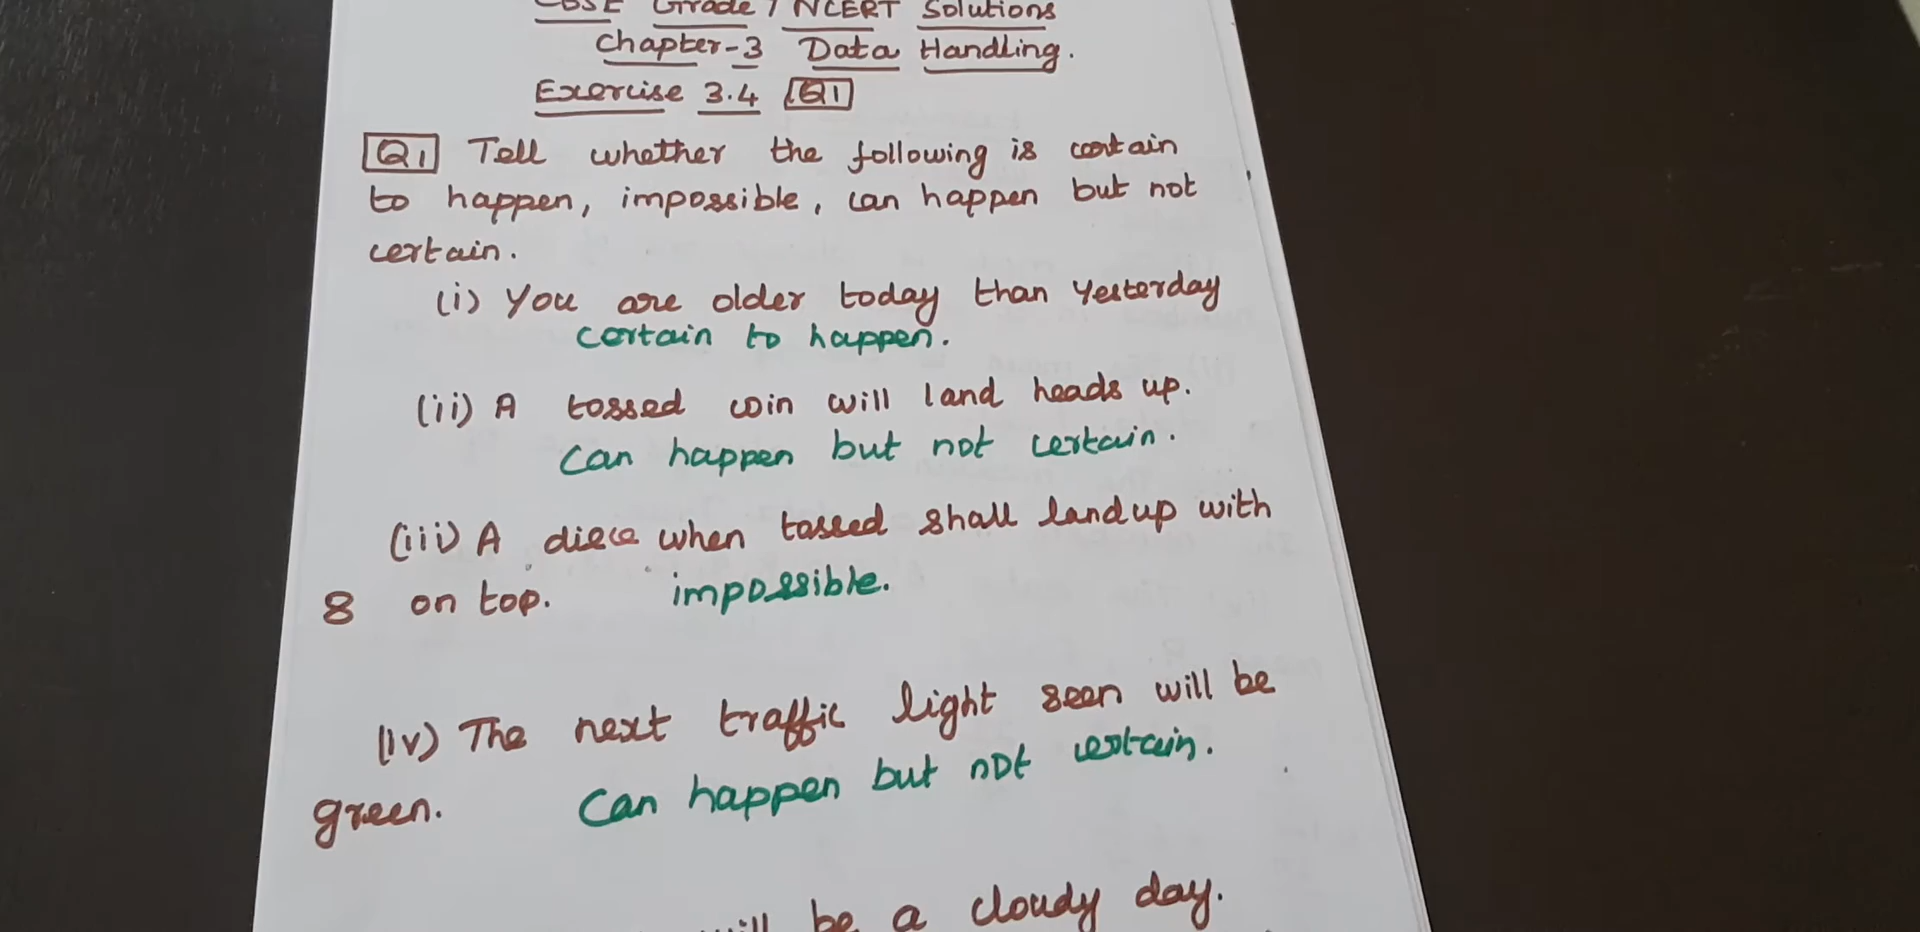 CBSE Grade 7 NCERT Solutions
Chapter-3 Data Handling.
Exercise 3.4 Q1
Q1 Tell whether the following is certain
to happen, impossible, can happen but not
certain.
(i) You are older today than yesterday
certain to happen.
(ii) A tossed coin will land heads up.
Can happen but not certain.
(iii) A diece when tossed shall land up with
8 on top. impossible.
(iv) The next traffic light seen will be
green. Can happen but not certain.
will be a cloudy day.